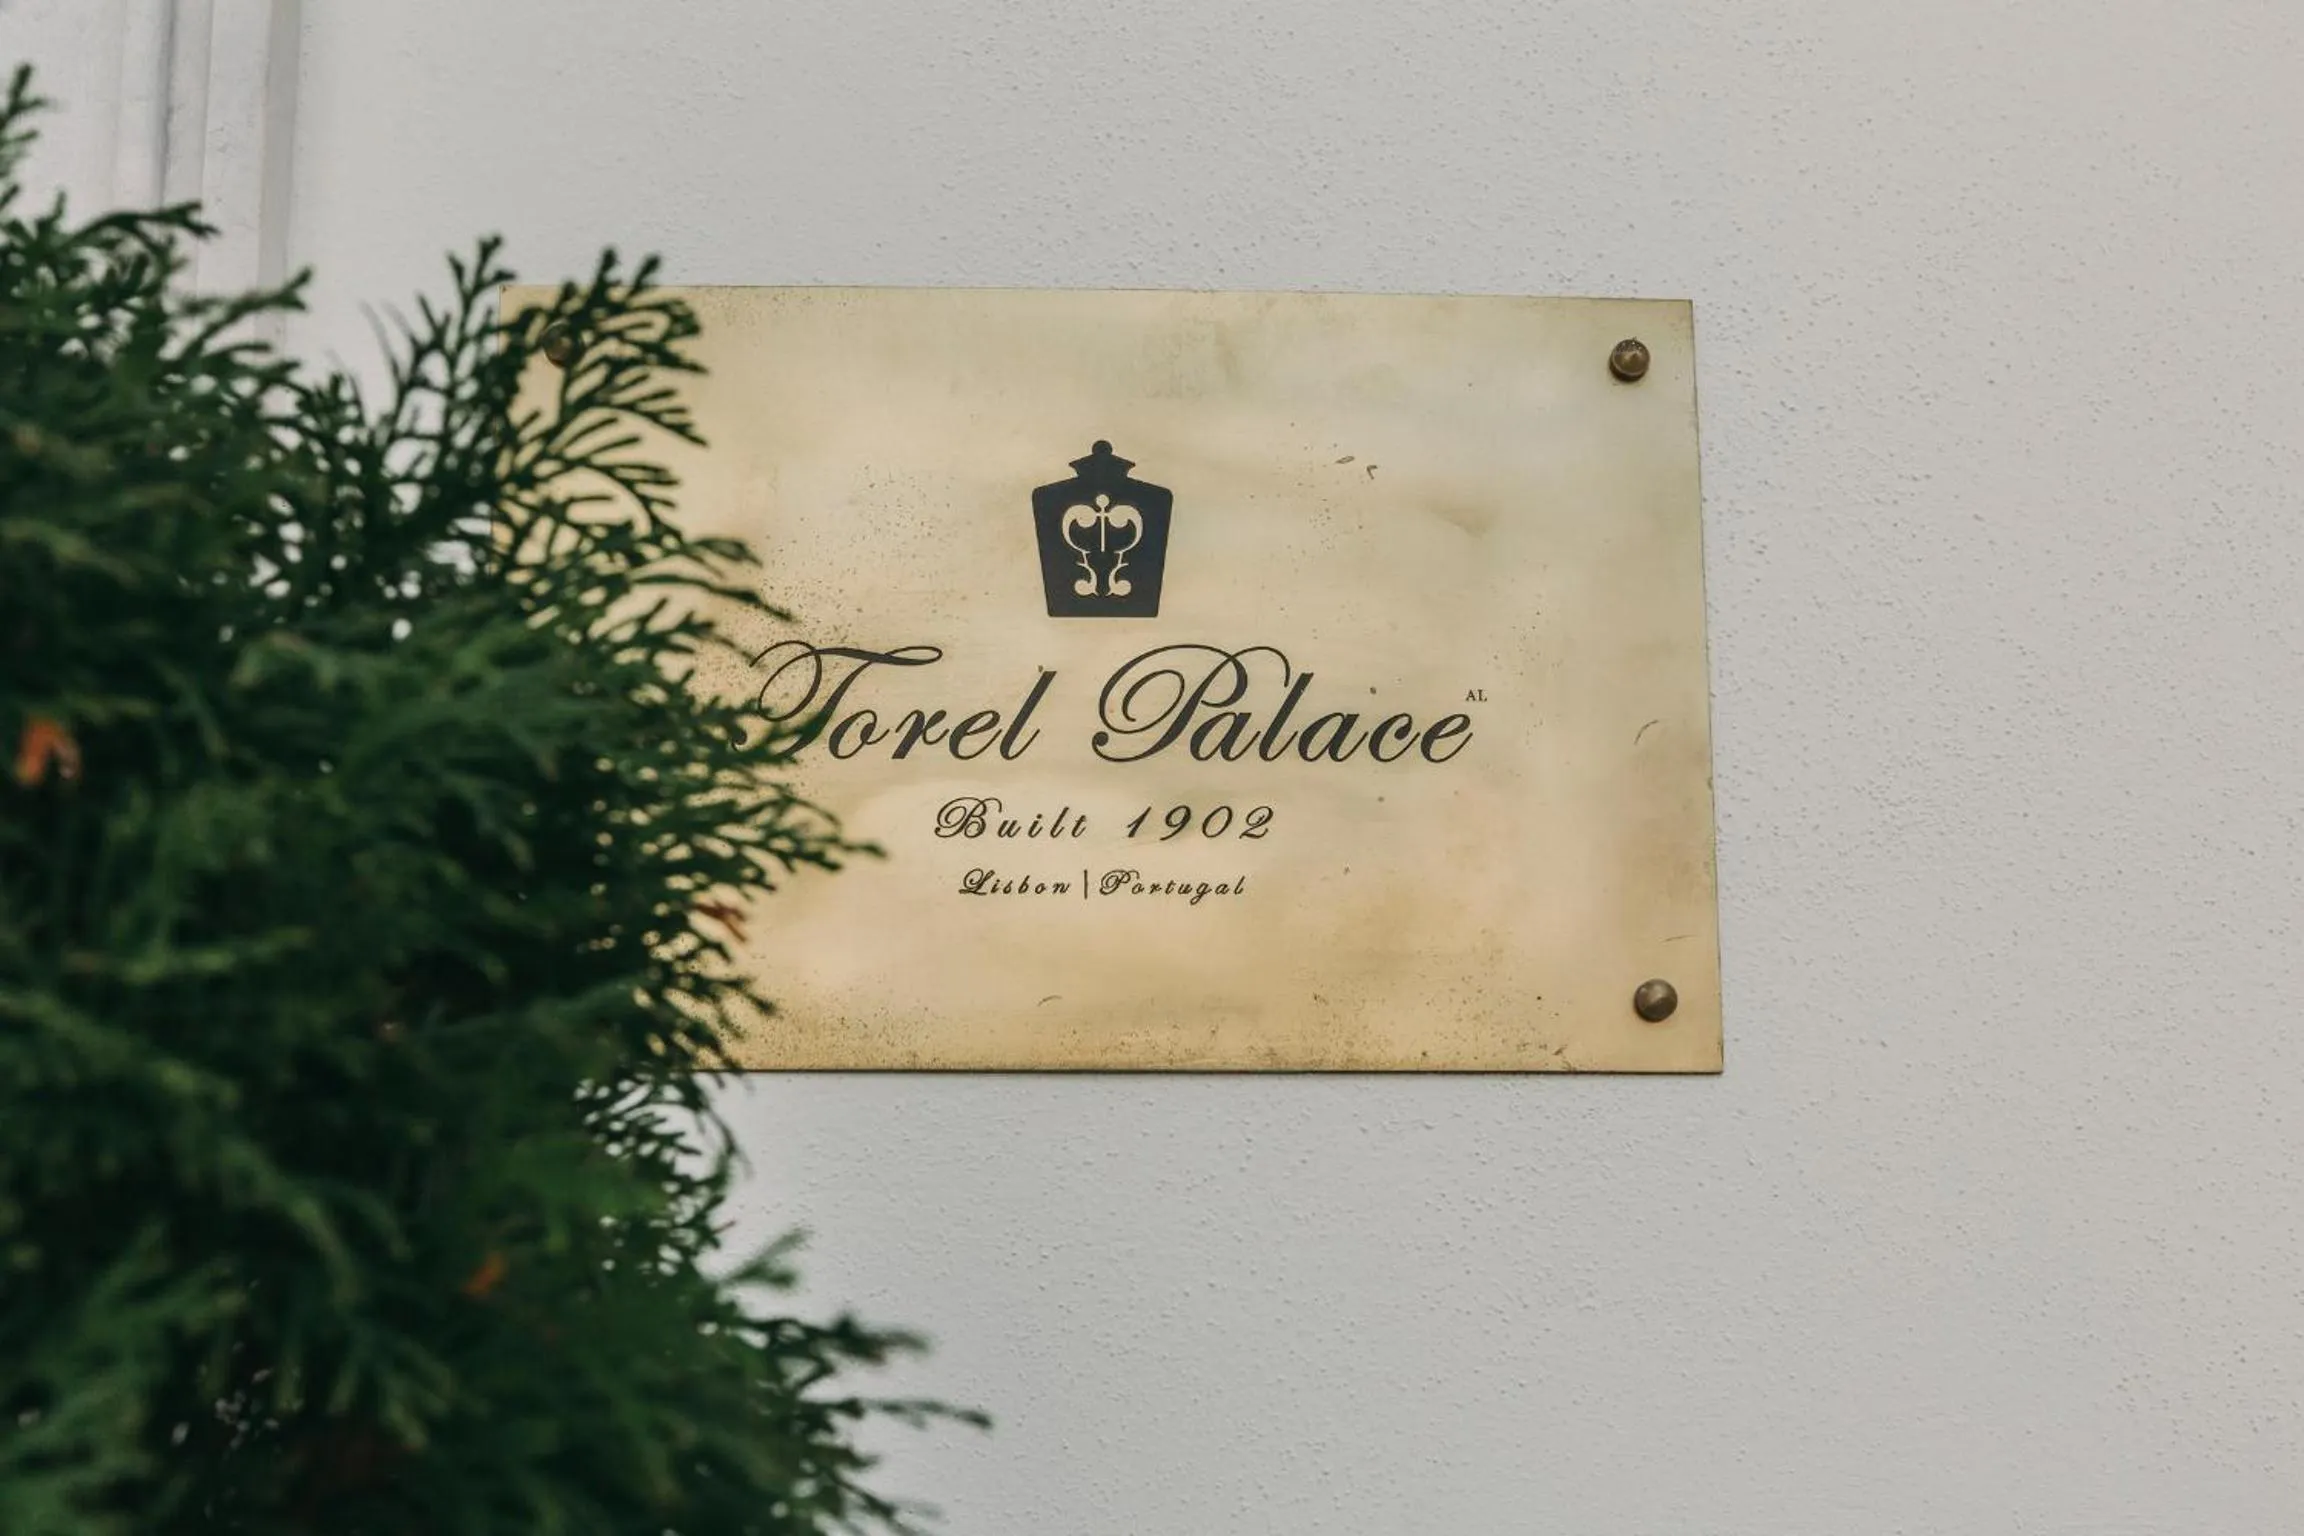 Torel Palace AL
Built 1902
Lisbon | Portugal